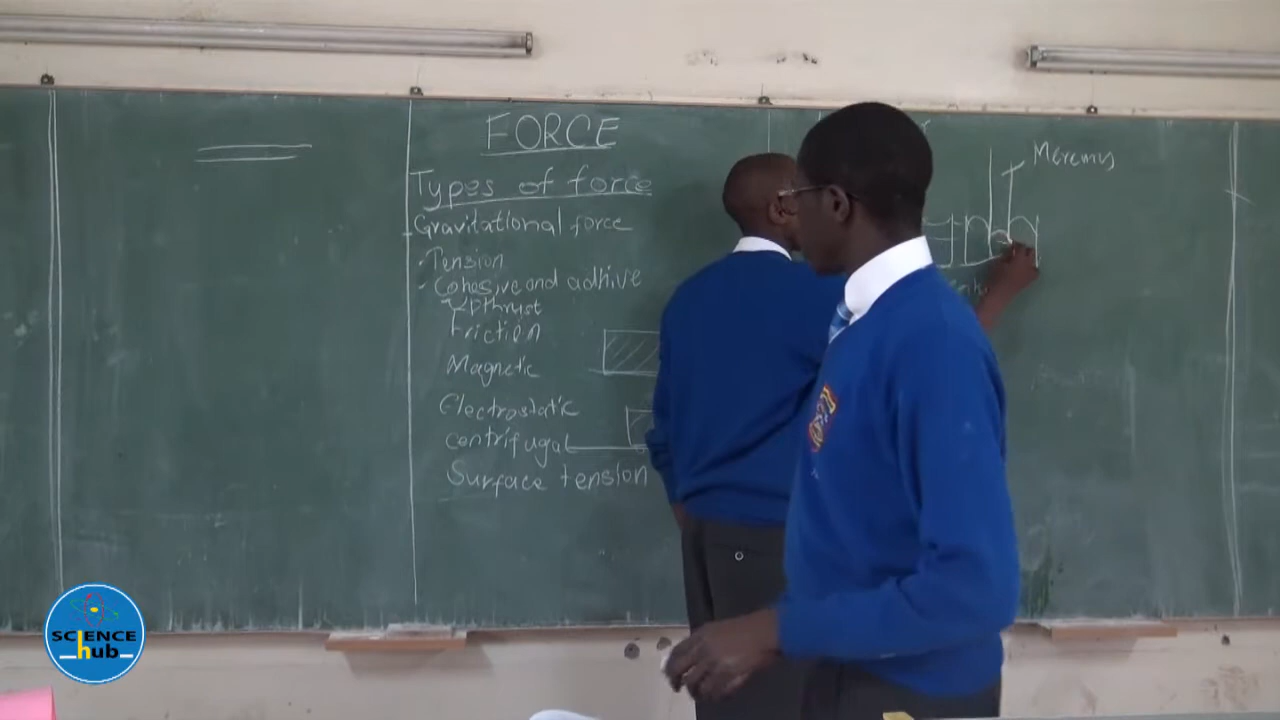 FORCE
Types of force
Gravitational force
Tension
Cohesive and adhive
Upthrust
Friction
Magnetic
Electrostatic
centrifugal
Surface tension
SCIENCE
hub